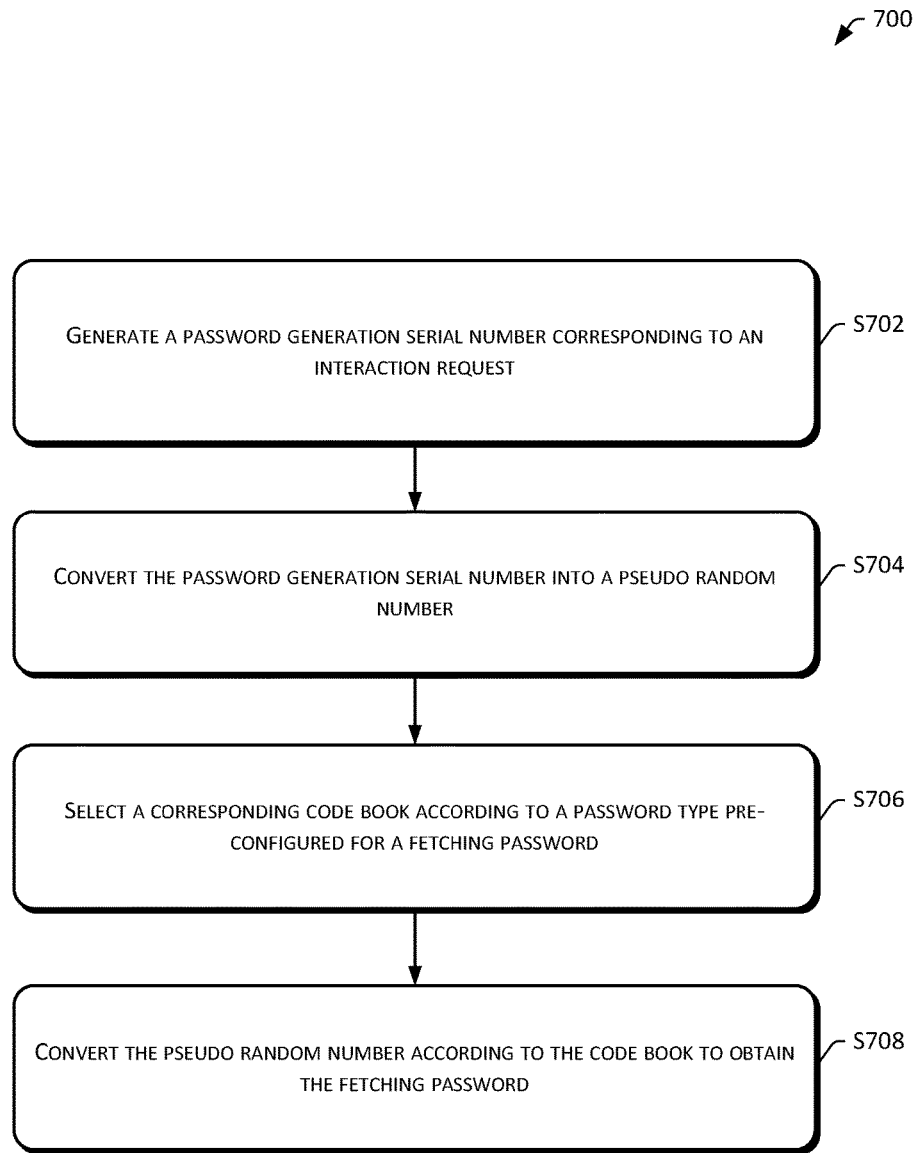 700
GENERATE A PASSWORD GENERATION SERIAL NUMBER CORRESPONDING TO AN
INTERACTION REQUEST
S702
CONVERT THE PASSWORD GENERATION SERIAL NUMBER INTO A PSEUDO RANDOM
NUMBER
S704
SELECT A CORRESPONDING CODE BOOK ACCORDING TO A PASSWORD TYPE PRE-
CONFIGURED FOR A FETCHING PASSWORD
S706
CONVERT THE PSEUDO RANDOM NUMBER ACCORDING TO THE CODE BOOK TO OBTAIN
THE FETCHING PASSWORD
S708